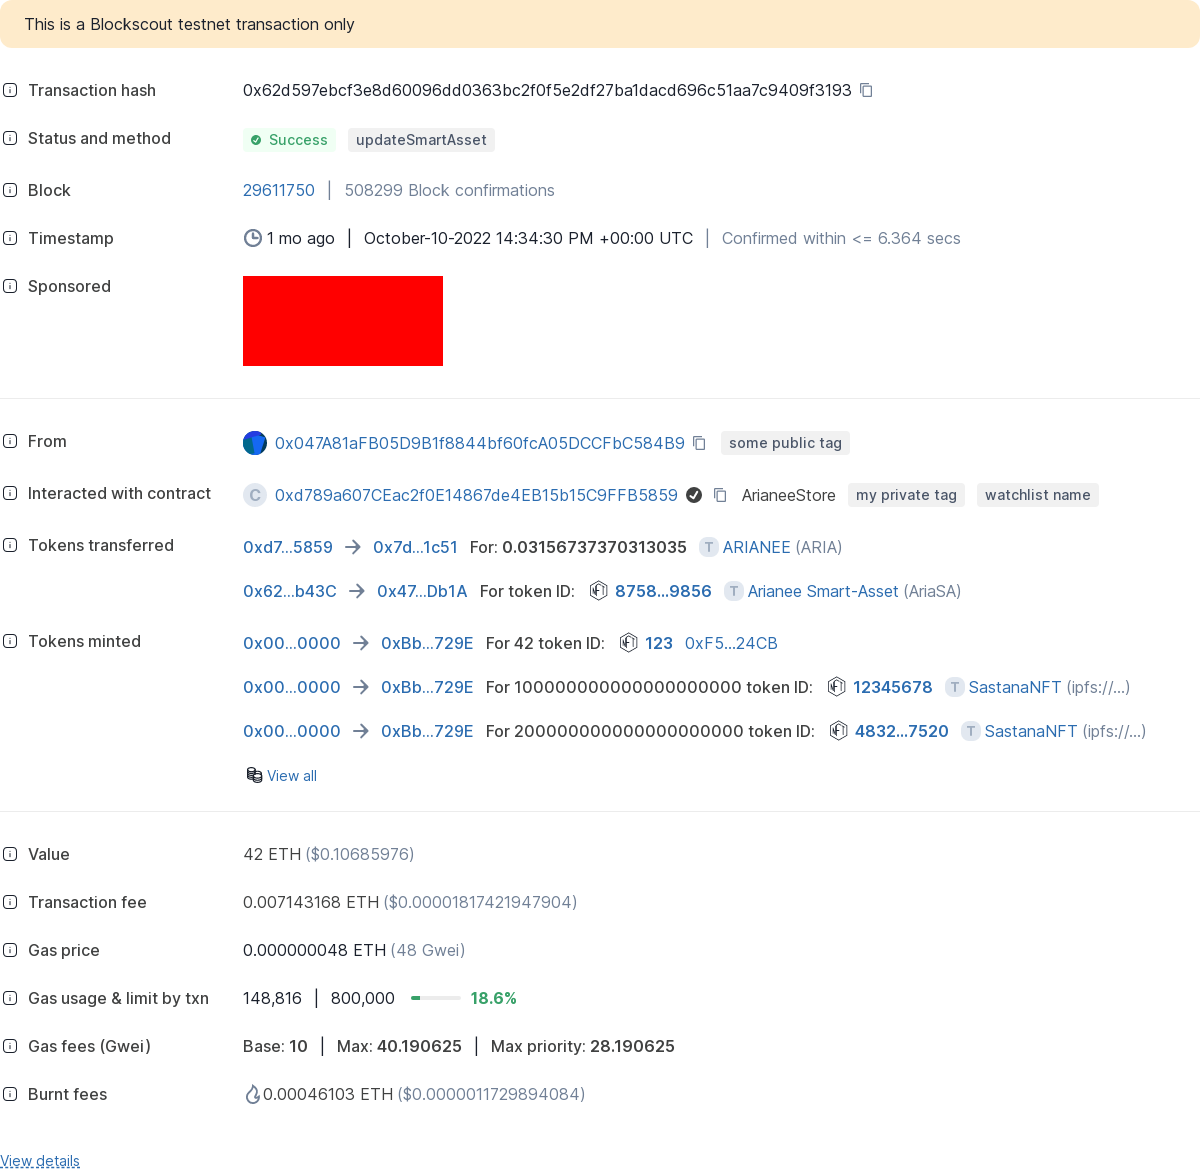 This is a Blockscout testnet transaction only
Transaction hash 0x62d597ebcf3e8d60096dd0363bc2f0f5e2df27ba1dacd696c51aa7c9409f3193
Status and method Success updateSmartAsset
Block 29611750 | 508299 Block confirmations
Timestamp 1 mo ago | October-10-2022 14:34:30 PM +00:00 UTC | Confirmed within <= 6.364 secs
Sponsored
From 0x047A81aFB05D9B1f8844bf60fcA05DCCFbC584B9 some public tag
Interacted with contract C 0xd789a607CEac2f0E14867de4EB15b15C9FFB5859 ArianeeStore my private tag watchlist name
Tokens transferred 0xd7...5859 → 0x7d...1c51 For: 0.03156737370313035 T ARIANEE (ARIA)
0x62...b43C → 0x47...Db1A For token ID: 8758...9856 T Arianee Smart-Asset (AriaSA)
Tokens minted 0x00...0000 → 0xBb...729E For 42 token ID: 123 0xF5...24CB
0x00...0000 → 0xBb...729E For 100000000000000000000 token ID: 12345678 T SastanaNFT (ipfs://...)
0x00...0000 → 0xBb...729E For 200000000000000000000 token ID: 4832...7520 T SastanaNFT (ipfs://...)
View all
Value 42 ETH ($0.10685976)
Transaction fee 0.007143168 ETH ($0.00001817421947904)
Gas price 0.000000048 ETH (48 Gwei)
Gas usage & limit by txn 148,816 | 800,000 18.6%
Gas fees (Gwei) Base: 10 | Max: 40.190625 | Max priority: 28.190625
Burnt fees 0.00046103 ETH ($0.0000011729894084)
View details